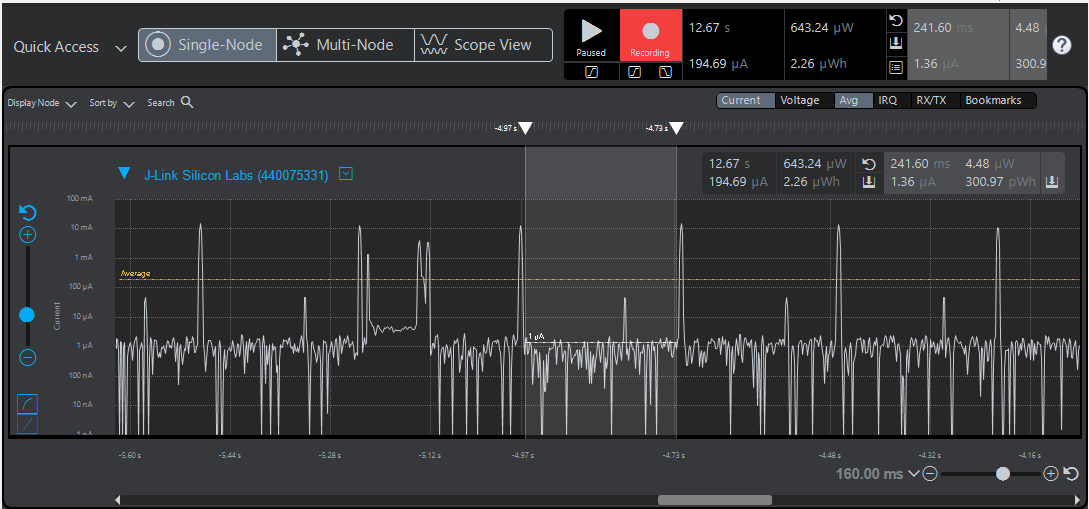 Quick Access
Single-Node
Multi-Node
Scope View
Paused
Recording
12.67 s
643.24 µW
194.69 µA
2.26 µWh
241.60 ms
4.48
1.36 µA
300.9
?
Display Node
Sort by
Search
Current
Voltage
Avg
IRQ
RX/TX
Bookmarks
-4.97 s
-4.73 s
J-Link Silicon Labs (440075331)
12.67 s
643.24 µW
241.60 ms
4.48 µW
194.69 µA
2.26 µWh
1.36 µA
300.97 pWh
100 mA
10 mA
1 mA
Average
100 µA
Current
10 µA
1 µA
1 µA
100 nA
10 nA
1 nA
-5.60 s
-5.44 s
-5.28 s
-5.12 s
-4.97 s
-4.73 s
-4.48 s
-4.32 s
-4.16 s
160.00 ms